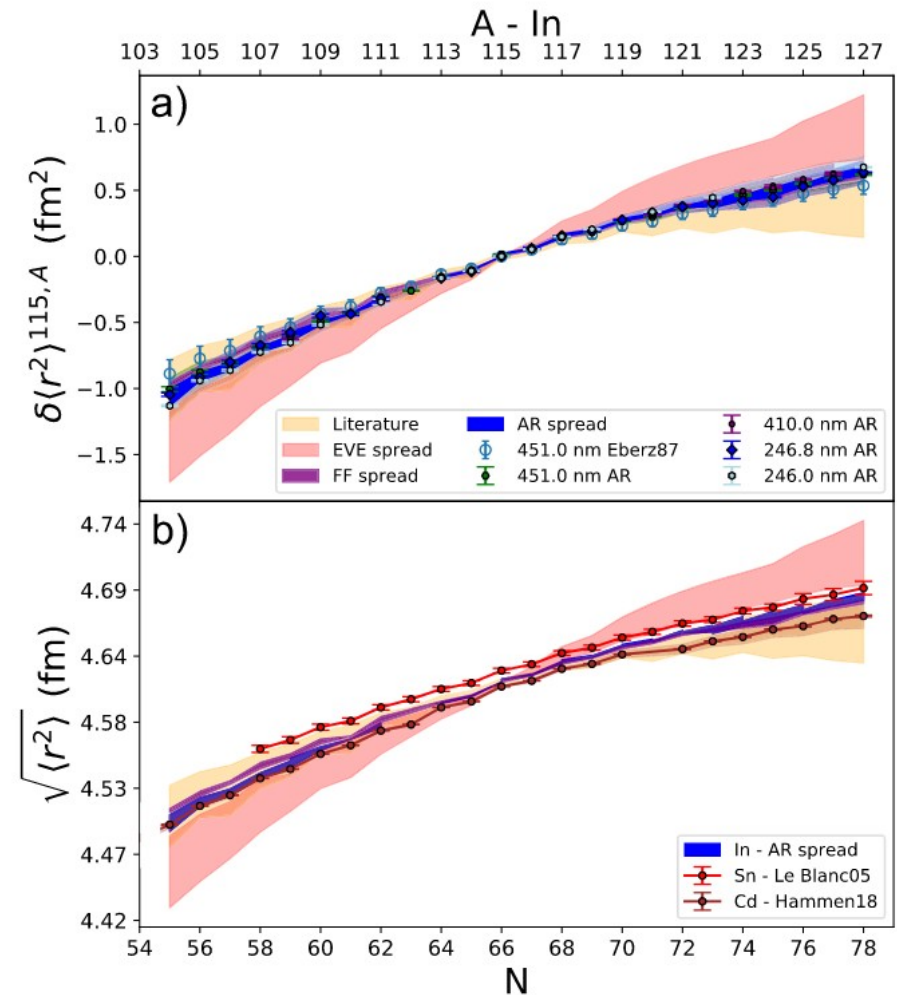 A - In
103 105 107 109 111 113 115 117 119 121 123 125 127
a)
δ⟨r²⟩¹¹⁵,ᴬ (fm²)
1.0
0.5
0.0
−0.5
−1.0
−1.5
Literature
EVE spread
FF spread
AR spread
451.0 nm Eberz87
451.0 nm AR
410.0 nm AR
246.8 nm AR
246.0 nm AR
b)
√⟨r²⟩ (fm)
4.74
4.69
4.64
4.58
4.53
4.47
4.42
In - AR spread
Sn - Le Blanc05
Cd - Hammen18
54 56 58 60 62 64 66 68 70 72 74 76 78
N